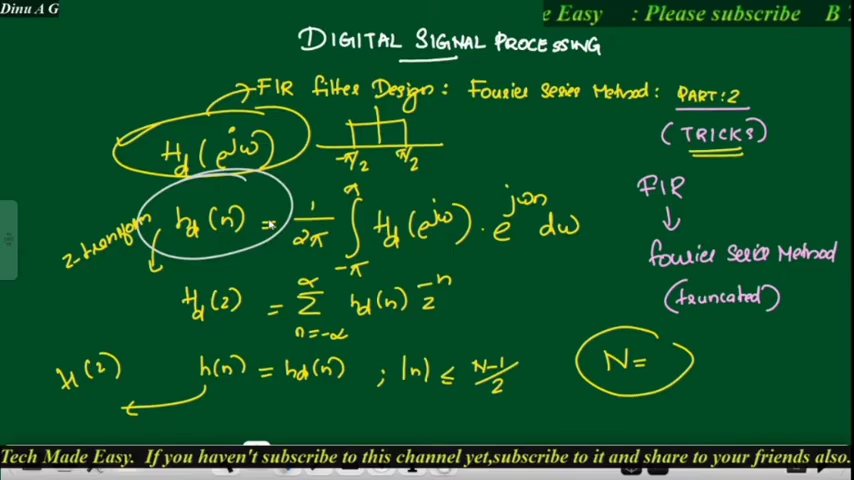 Dinu A G
de Easy : Please subscribe B
DIGITAL SIGNAL PROCESSING
FIR filter Design: Fourier Series Method: PART:2
(TRICKS)
Hd(e^jω)
-π/2 π/2
FIR
hd(n) = 1/2π ∫_-π^π Hd(e^jω) . e^jωn dω
Z-transform
Fourier Series Method
(truncated)
Hd(z) = Σ_n=-∞^∞ hd(n) z^-n
H(z) h(n) = hd(n) ; |n| ≤ N-1/2
N=
Tech Made Easy. If you haven't subscribe to this channel yet,subscribe to it and share to your friends also.